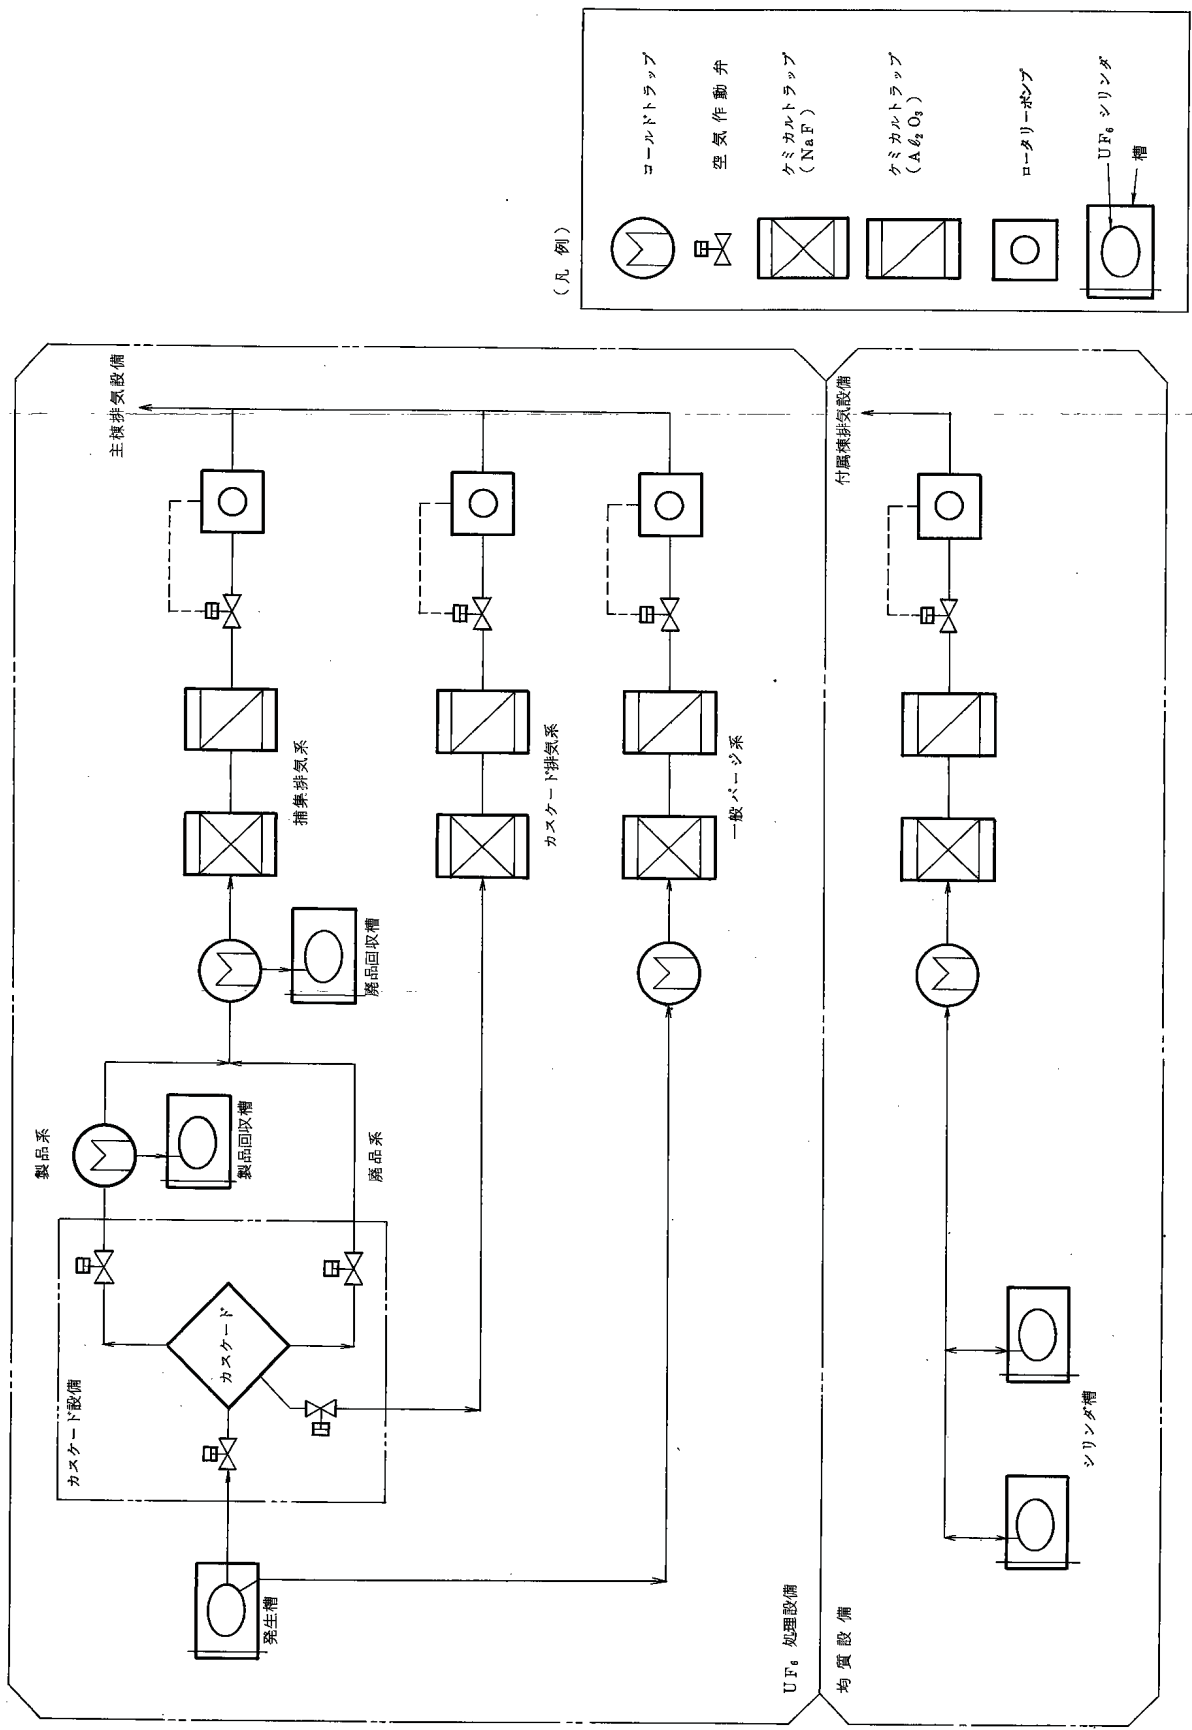 主棟排気設備
捕集排気系
カスケード排気系
一般パージ系
廃品回収槽
製品系
製品回収槽
廃品系
カスケード設備
カスケード
発生槽
UF₆ 処理設備
付属棟排気設備
シリンダ槽
均質設備
(凡例)
コールドトラップ
空気作動弁
ケミカルトラップ
(NaF)
ケミカルトラップ
(Aℓ₂O₃)
ロータリーポンプ
UF₆ シリンダ
槽